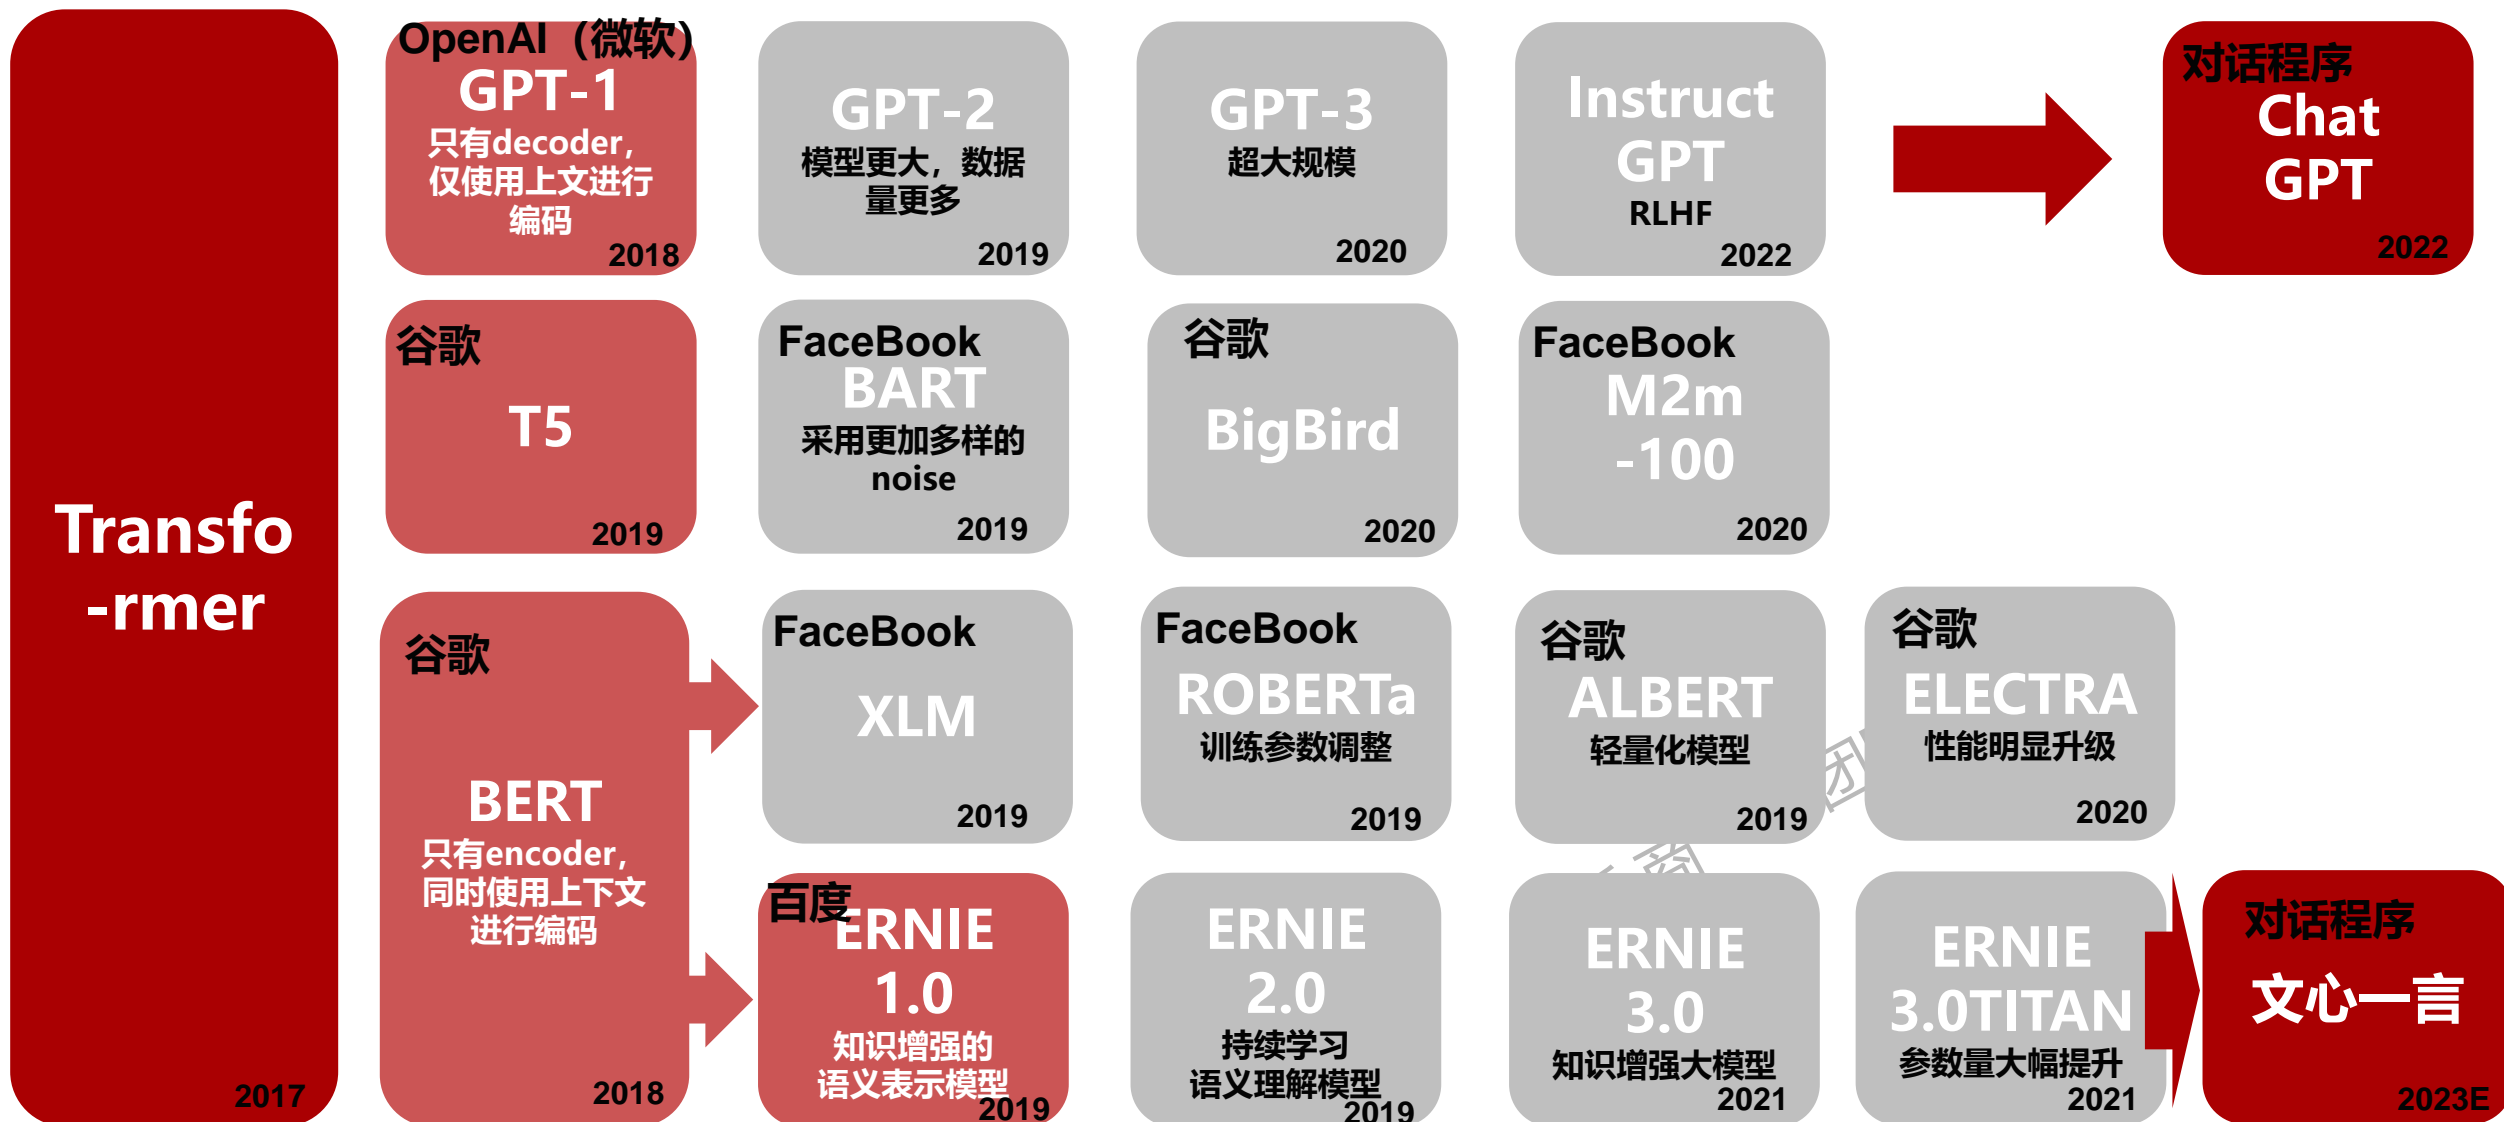 Transfo
-rmer
2017
OpenAI（微软）
GPT-1
只有decoder，
仅使用上文进行
编码
2018
GPT-2
模型更大，数据
量更多
2019
GPT-3
超大规模
2020
Instruct
GPT
RLHF
2022
对话程序
Chat
GPT
2022
谷歌
T5
2019
FaceBook
BART
采用更加多样的
noise
2019
谷歌
BigBird
2020
FaceBook
M2m
-100
2020
谷歌
BERT
只有encoder，
同时使用上下文
进行编码
2018
FaceBook
XLM
2019
FaceBook
ROBERTa
训练参数调整
2019
谷歌
ALBERT
轻量化模型
2019
谷歌
ELECTRA
性能明显升级
2020
百度
ERNIE
1.0
知识增强的
语义表示模型
2019
ERNIE
2.0
持续学习
语义理解模型
2019
ERNIE
3.0
知识增强大模型
2021
ERNIE
3.0TITAN
参数量大幅提升
2021
对话程序
文心一言
2023E